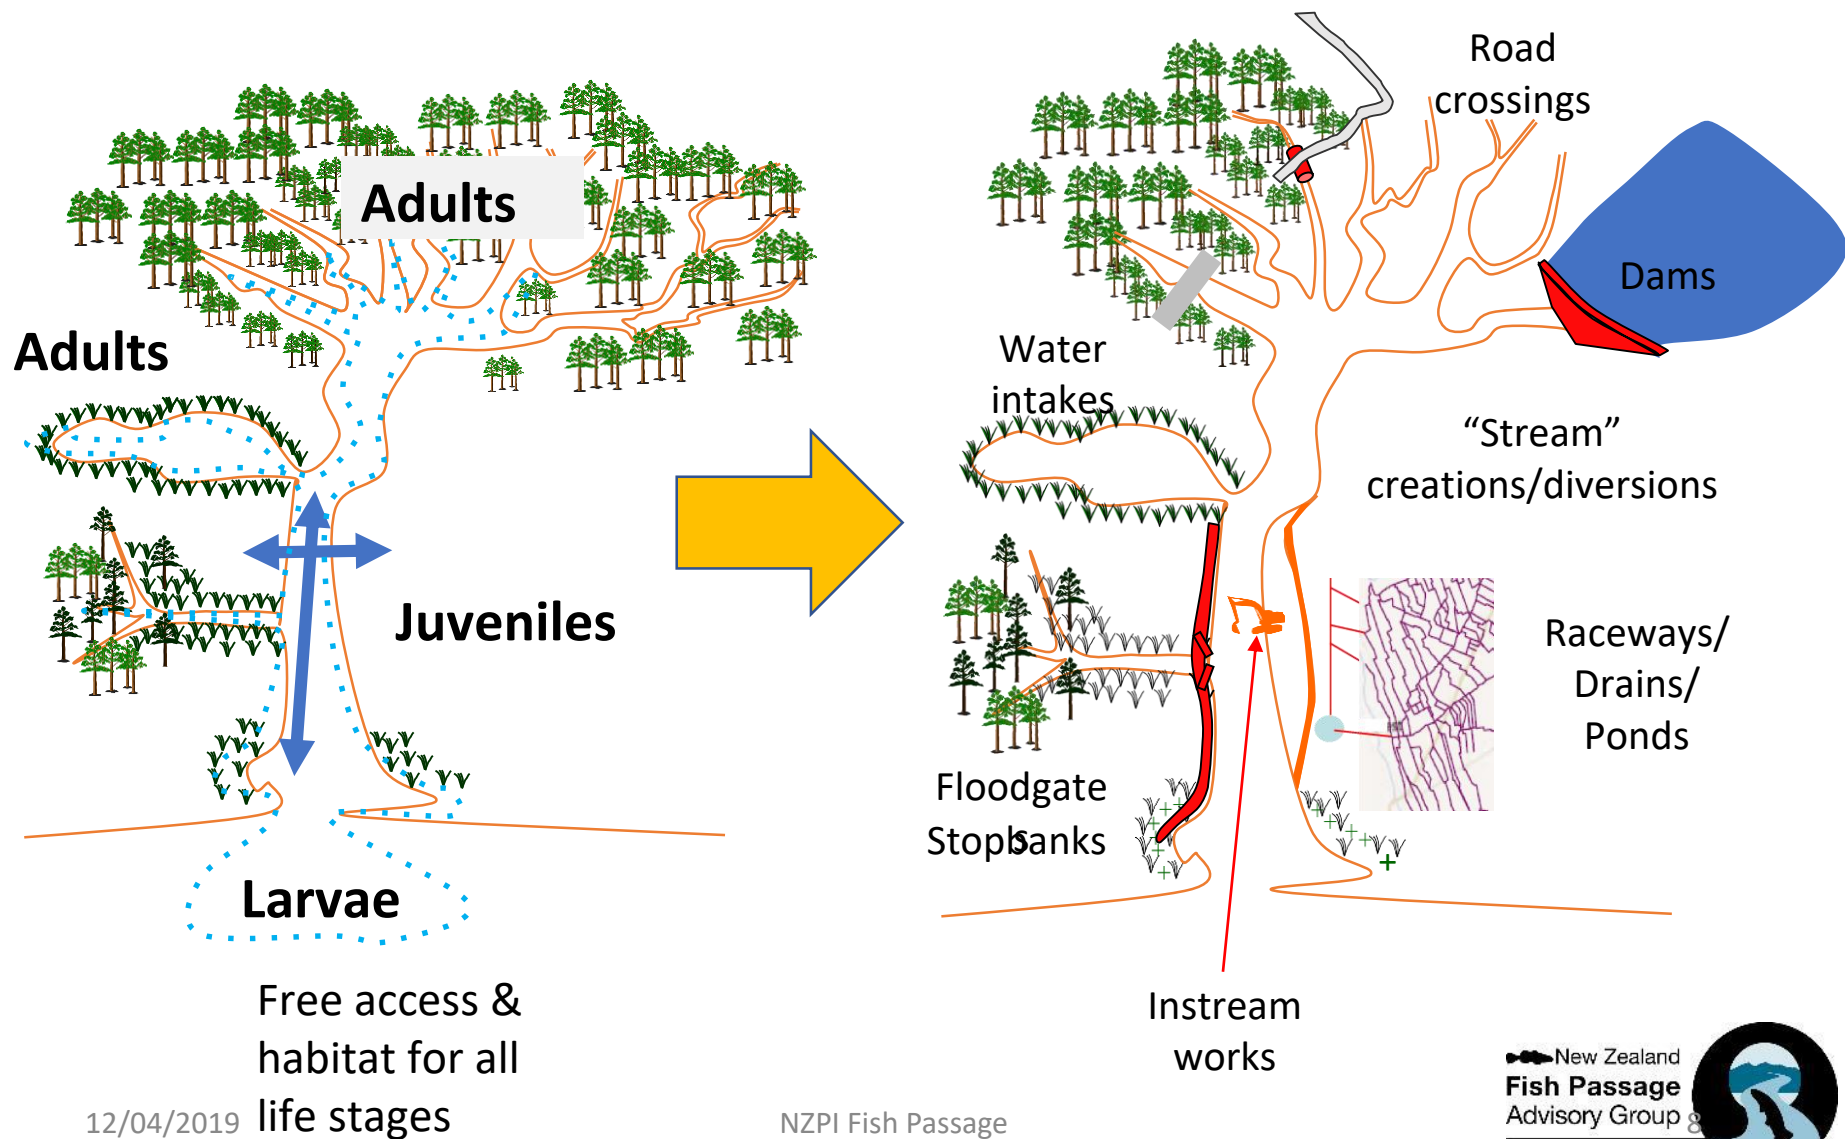 Adults
Adults
Juveniles
Larvae
Free access &
habitat for all
life stages
Road
crossings
Dams
Water
intakes
“Stream”
creations/diversions
Raceways/
Drains/
Ponds
Floodgate
s
Stopbanks
Instream
works
12/04/2019
NZPI Fish Passage
8
New Zealand
Fish Passage
Advisory Group